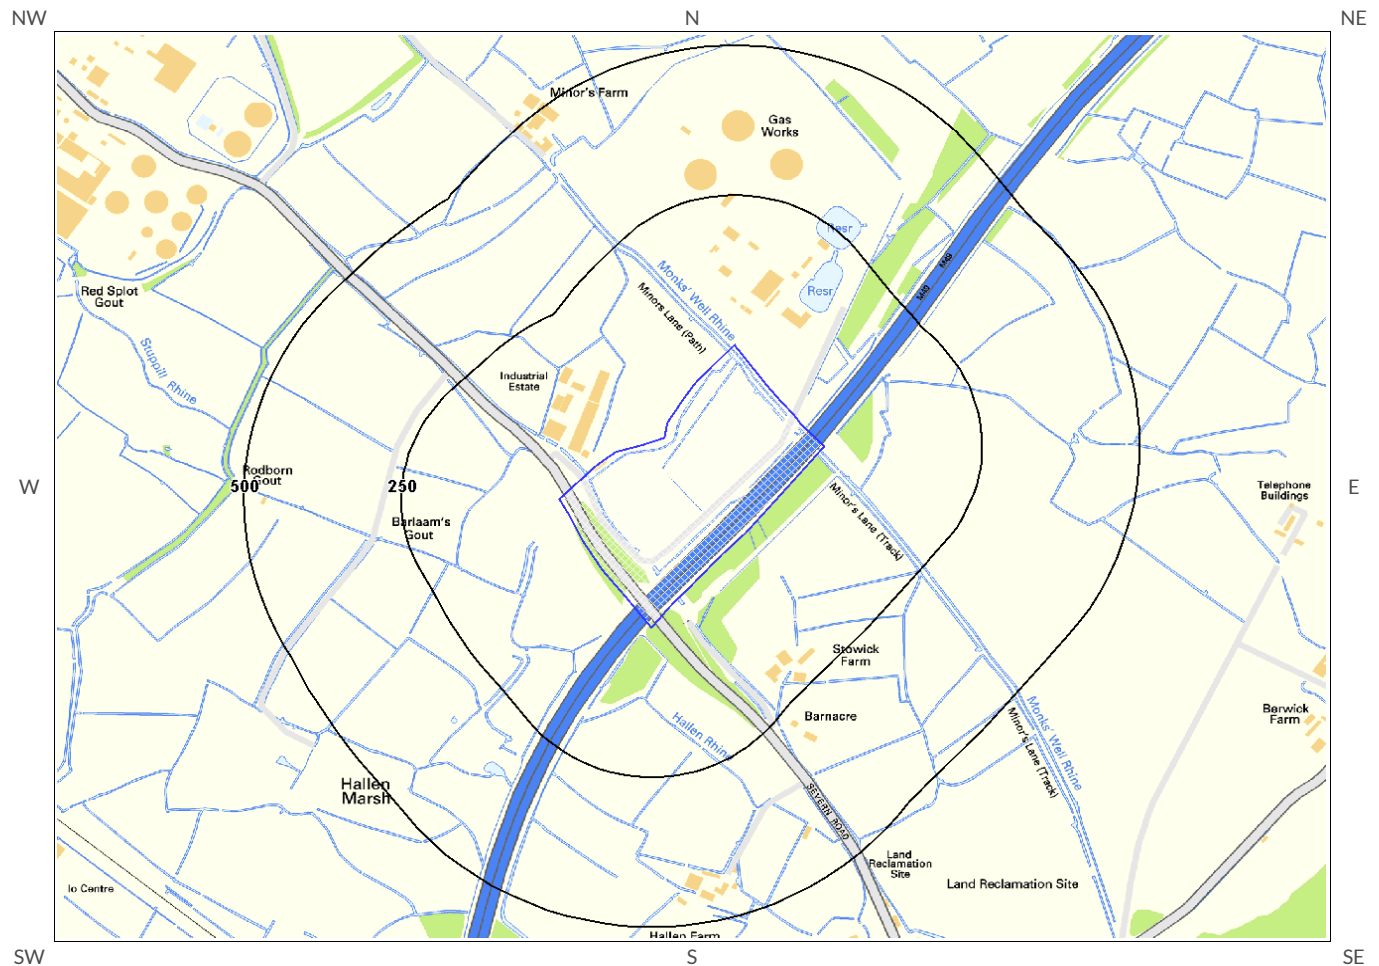 NW
N
NE
Minor's Farm
Gas
Works
Resr
M49
Monks' Well Rhine
Resr
M49
Red Splot
Gout
Minors Lane (Path)
Stuppill Rhine
Industrial
Estate
Rodborn
Gout
W
500
250
E
Telephone
Buildings
Minor's Lane (Track)
Barlaam's
Gout
Stowick
Farm
Monks' Well Rhine
Minor's Lane (Track)
Berwick
Farm
Barnacre
Hallen Rhine
Hallen
Marsh
SEVERN ROAD
Land
Reclamation
Site
Land Reclamation Site
lo Centre
Hallen Farm
SW
S
SE